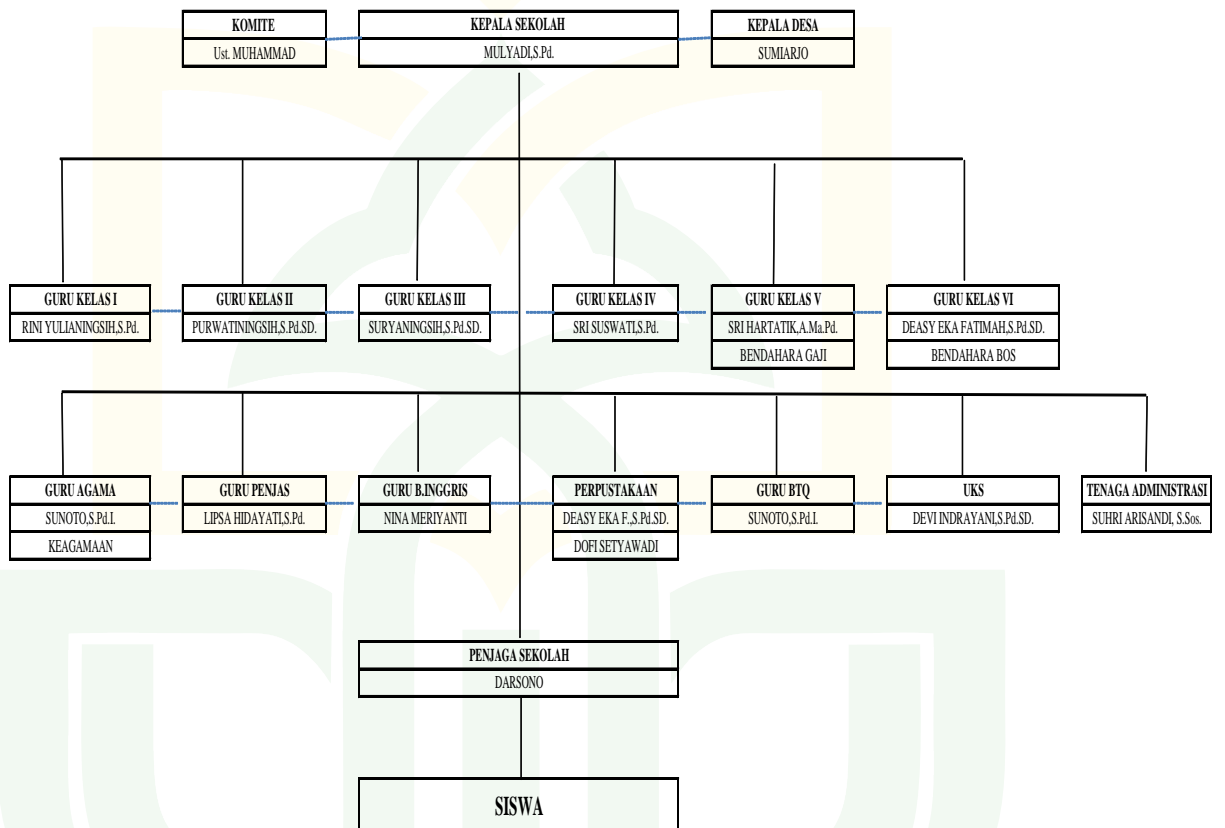 KOMITE
Ust. MUHAMMAD
KEPALA SEKOLAH
MULYADI,S.Pd.
KEPALA DESA
SUMIARJO
GURU KELAS I
RINI YULIANINGSIH,S.Pd.
GURU KELAS II
PURWATININGSIH,S.Pd.SD.
GURU KELAS III
SURYANINGSIH,S.Pd.SD.
GURU KELAS IV
SRI SUSWATI,S.Pd.
GURU KELAS V
SRI HARTATIK,A.Ma.Pd.
BENDAHARA GAJI
GURU KELAS VI
DEASY EKA FATIMAH,S.Pd.SD.
BENDAHARA BOS
GURU AGAMA
SUNOTO,S.Pd.I.
KEAGAMAAN
GURU PENJAS
LIPSA HIDAYATI,S.Pd.
GURU B.INGGRIS
NINA MERIYANTI
PERPUSTAKAAN
DEASY EKA F.,S.Pd.SD.
DOFI SETYAWADI
GURU BTQ
SUNOTO,S.Pd.I.
UKS
DEVI INDRAYANI,S.Pd.SD.
TENAGA ADMINISTRASI
SUHRI ARISANDI, S.Sos.
PENJAGA SEKOLAH
DARSONO
SISWA